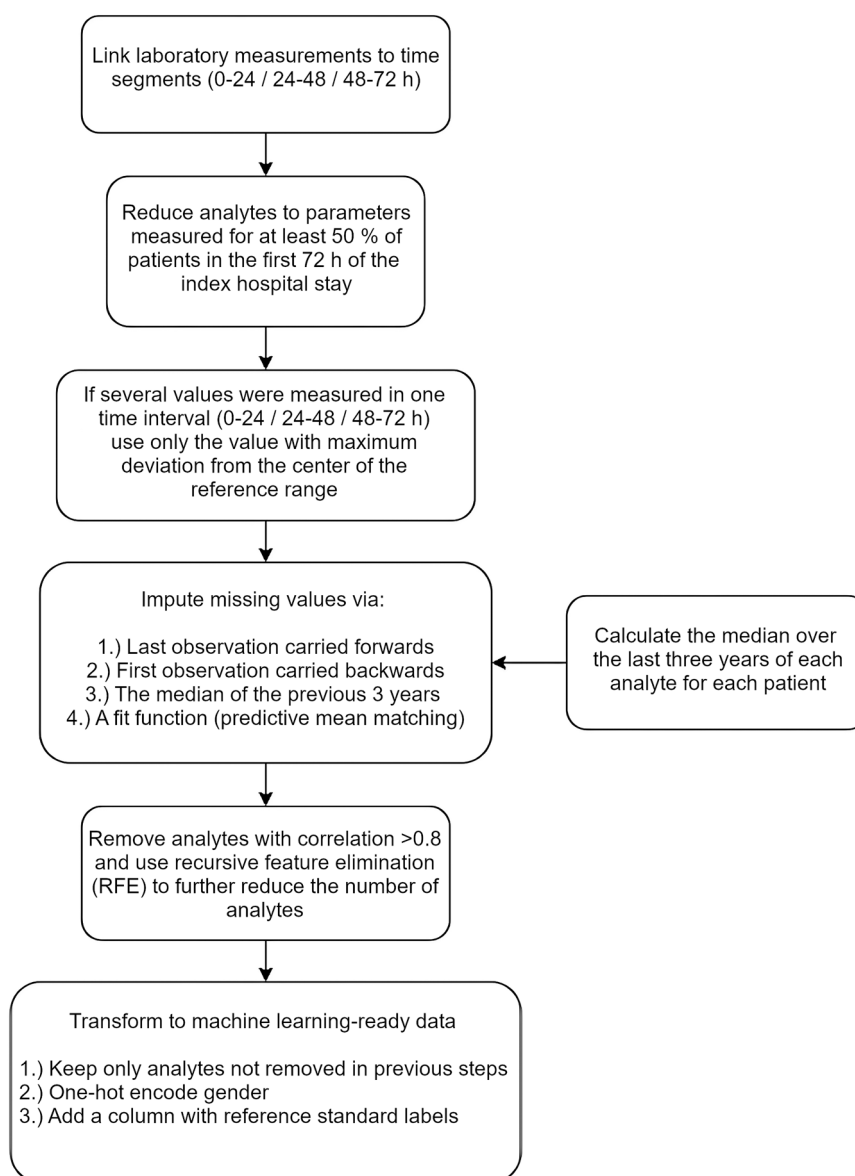 Link laboratory measurements to time
segments (0-24 / 24-48 / 48-72 h)
Reduce analytes to parameters
measured for at least 50 % of
patients in the first 72 h of the
index hospital stay
If several values were measured in one
time interval (0-24 / 24-48 / 48-72 h)
use only the value with maximum
deviation from the center of the
reference range
Impute missing values via:
1.) Last observation carried forwards
2.) First observation carried backwards
3.) The median of the previous 3 years
4.) A fit function (predictive mean matching)
Calculate the median over
the last three years of each
analyte for each patient
Remove analytes with correlation >0.8
and use recursive feature elimination
(RFE) to further reduce the number of
analytes
Transform to machine learning-ready data
1.) Keep only analytes not removed in previous steps
2.) One-hot encode gender
3.) Add a column with reference standard labels